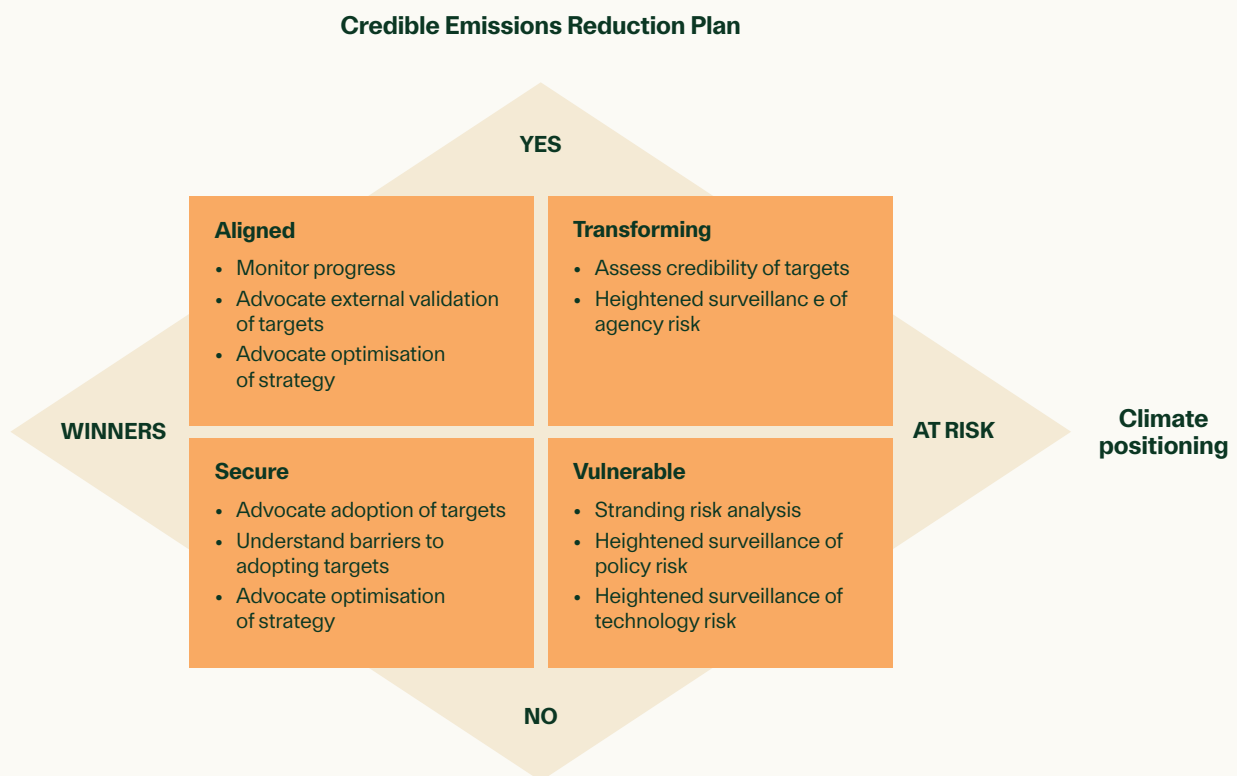 Credible Emissions Reduction Plan
YES
Aligned
• Monitor progress
• Advocate external validation
of targets
• Advocate optimisation
of strategy
Transforming
• Assess credibility of targets
• Heightened surveillanc e of
agency risk
WINNERS
AT RISK
Climate
positioning
Secure
• Advocate adoption of targets
• Understand barriers to
adopting targets
• Advocate optimisation
of strategy
Vulnerable
• Stranding risk analysis
• Heightened surveillance of
policy risk
• Heightened surveillance of
technology risk
NO